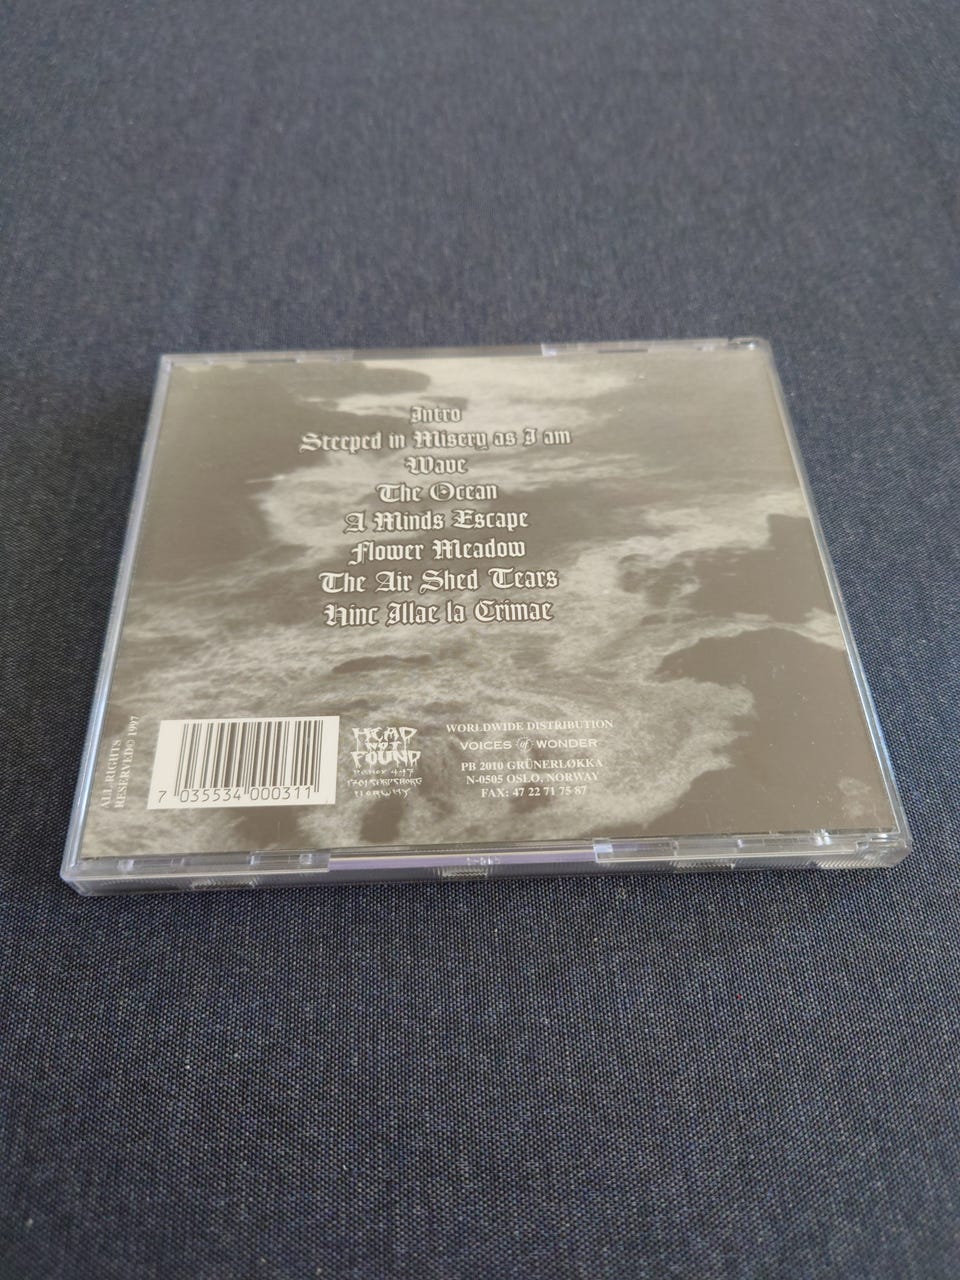 Intro
Steeped in Misery as I am
Wave
The Ocean
A Minds Escape
Flower Meadow
The Air Shed Tears
Hinc Illae la Crimae
ALL RIGHTS
RESERVED© 1997
7 035534 000311
HEAD
NOT
FOUND
NORWAY
WORLDWIDE DISTRIBUTION
VOICES of WONDER
PB 2010 GRÜNERLØKKA
N-0505 OSLO, NORWAY
FAX: 47 22 71 75 87